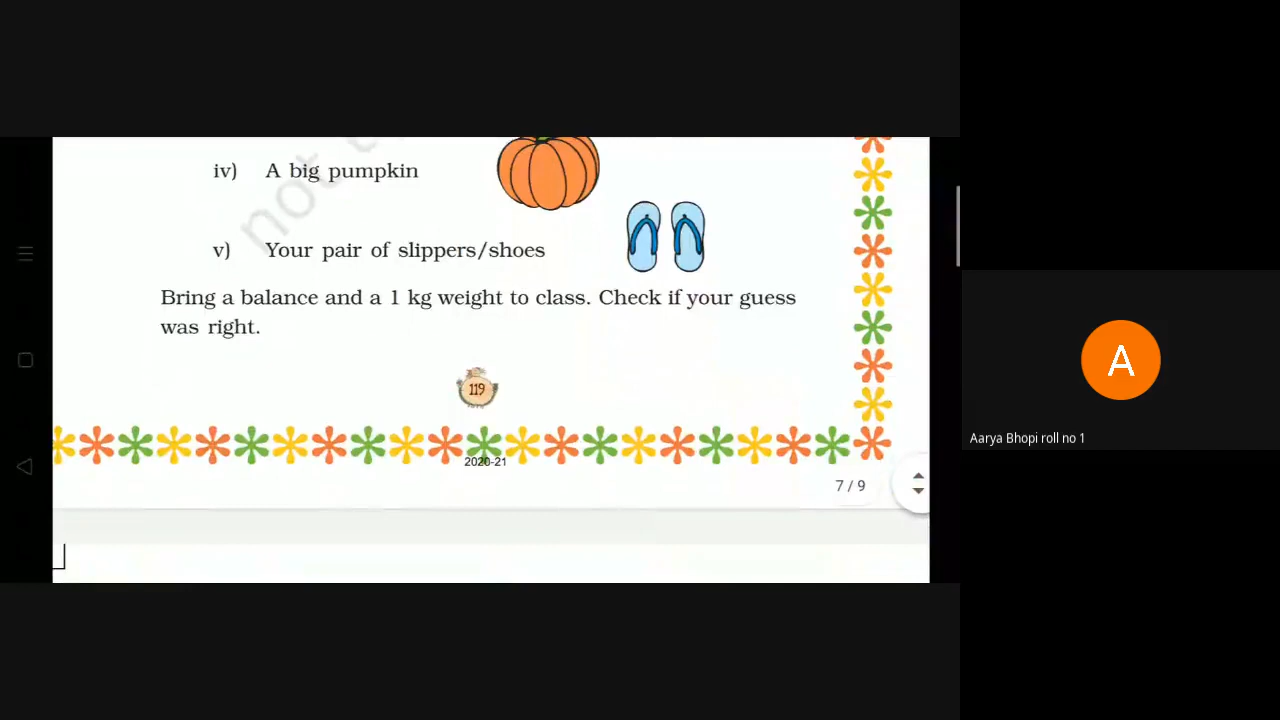 not
iv) A big pumpkin
v) Your pair of slippers/shoes
Bring a balance and a 1 kg weight to class. Check if your guess
was right.
119
2020-21
7 / 9
A
Aarya Bhopi roll no 1